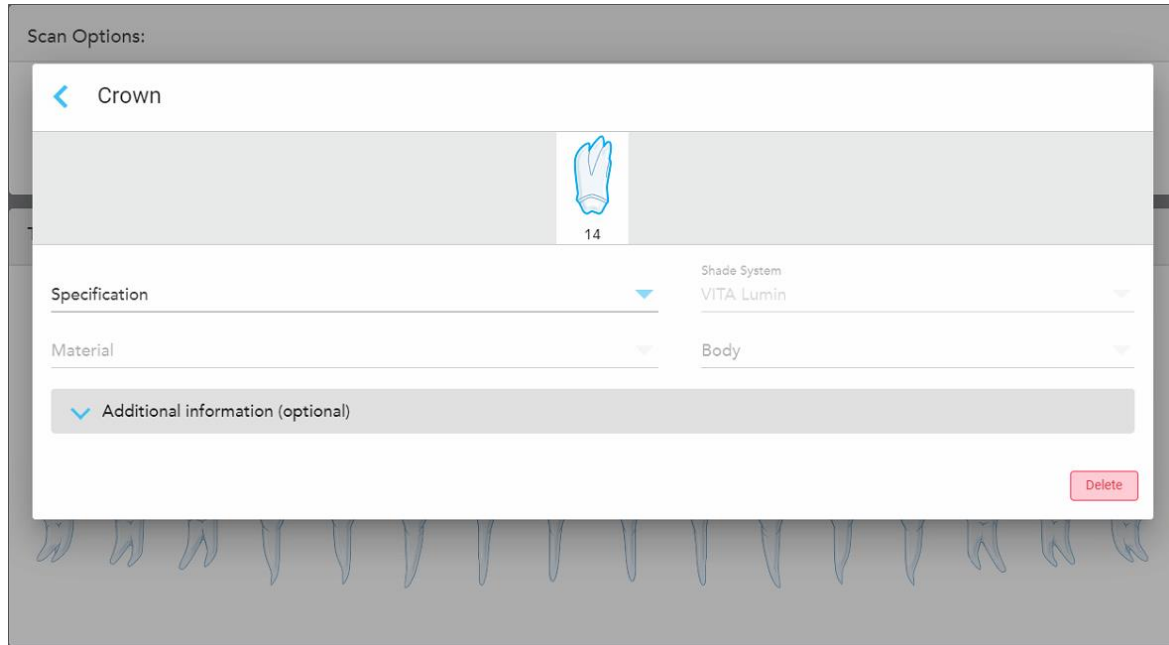 Scan Options:
Crown
14
Specification
Shade System
VITA Lumin
Material
Body
Additional information (optional)
Delete